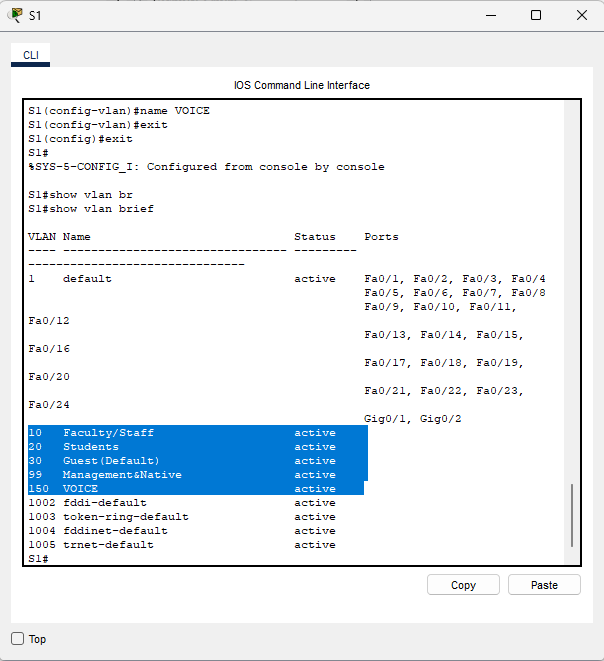 S1
CLI
IOS Command Line Interface
S1(config-vlan)#name VOICE
S1(config-vlan)#exit
S1(config)#exit
S1#
%SYS-5-CONFIG_I: Configured from console by console
S1#show vlan br
S1#show vlan brief
VLAN Name                             Status    Ports
---- -------------------------------- ---------
-------------------------------
1    default                          active    Fa0/1, Fa0/2, Fa0/3, Fa0/4
                                                Fa0/5, Fa0/6, Fa0/7, Fa0/8
                                                Fa0/9, Fa0/10, Fa0/11,
Fa0/12
                                                Fa0/13, Fa0/14, Fa0/15,
Fa0/16
                                                Fa0/17, Fa0/18, Fa0/19,
Fa0/20
                                                Fa0/21, Fa0/22, Fa0/23,
Fa0/24
                                                Gig0/1, Gig0/2
10   Faculty/Staff                    active
20   Students                         active
30   Guest(Default)                   active
99   Management&Native                active
150  VOICE                            active
1002 fddi-default                     active
1003 token-ring-default               active
1004 fddinet-default                  active
1005 trnet-default                    active
S1#
Copy Paste
Top